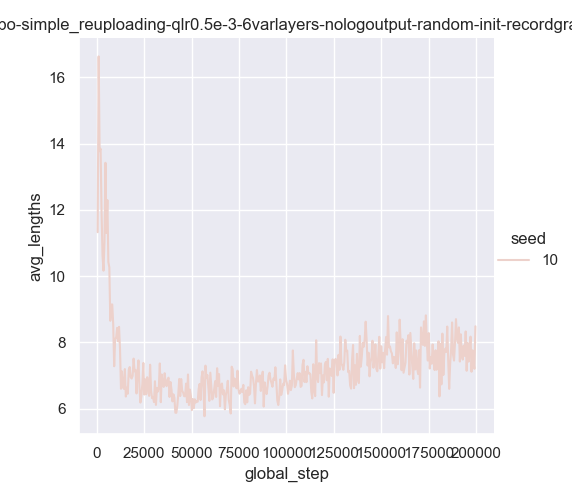 oo-simple_reuploading-qlr0.5e-3-6varlayers-nologoutput-random-init-recordgra
16
14
12
10
8
6
avg_lengths
0 25000 50000 75000 100000 125000 150000 175000 200000
global_step
seed
10